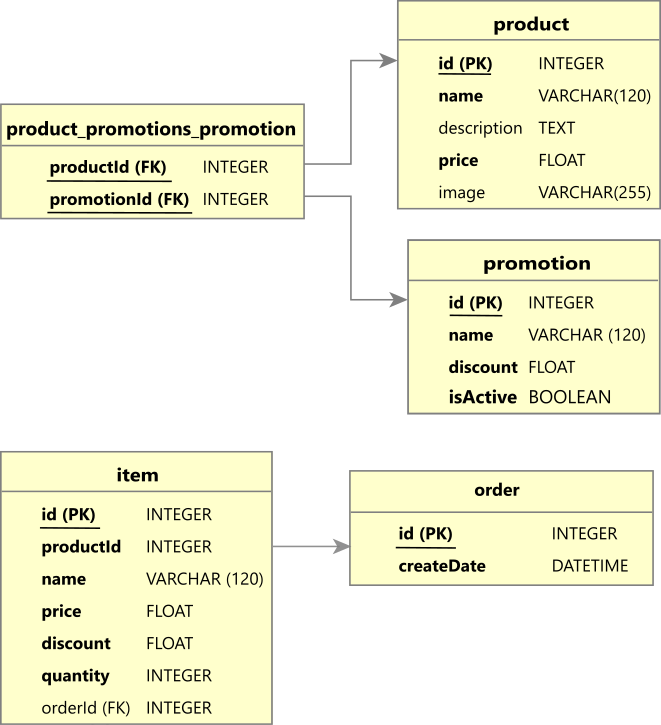 product
id (PK) INTEGER
name VARCHAR(120)
description TEXT
price FLOAT
image VARCHAR(255)
product_promotions_promotion
productId (FK) INTEGER
promotionId (FK) INTEGER
promotion
id (PK) INTEGER
name VARCHAR (120)
discount FLOAT
isActive BOOLEAN
item
id (PK) INTEGER
productId INTEGER
name VARCHAR (120)
price FLOAT
discount FLOAT
quantity INTEGER
orderId (FK) INTEGER
order
id (PK) INTEGER
createDate DATETIME